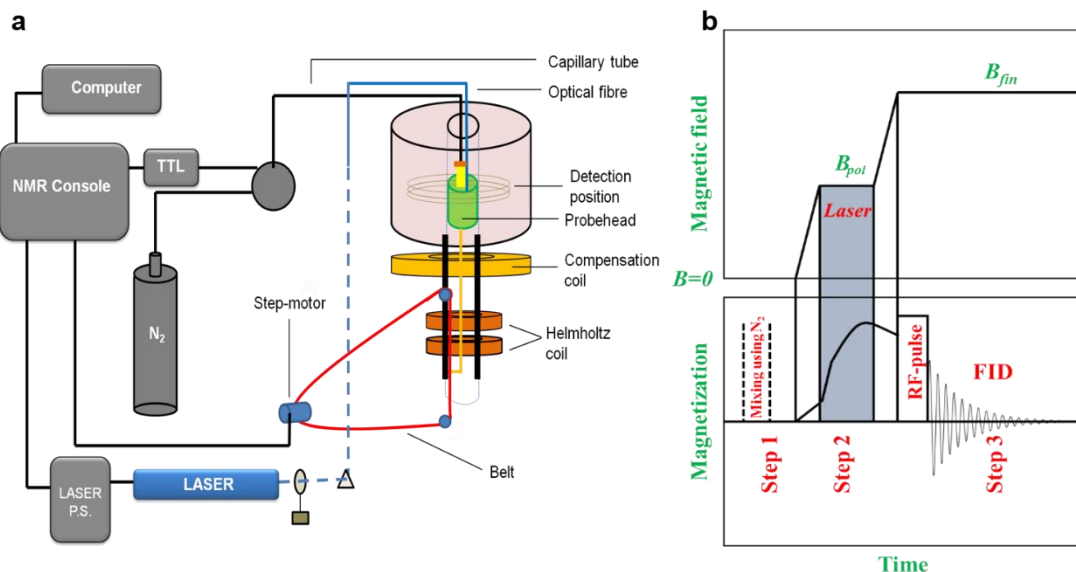 a
Computer
NMR Console
TTL
N2
Step-motor
LASER
P.S.
LASER
Capillary tube
Optical fibre
Detection
position
Probehead
Compensation
coil
Helmholtz
coil
Belt
b
Magnetic field
B=0
Bpol
Laser
Bfin
Magnetization
Mixing using N2
RF-pulse
FID
Step 1
Step 2
Step 3
Time